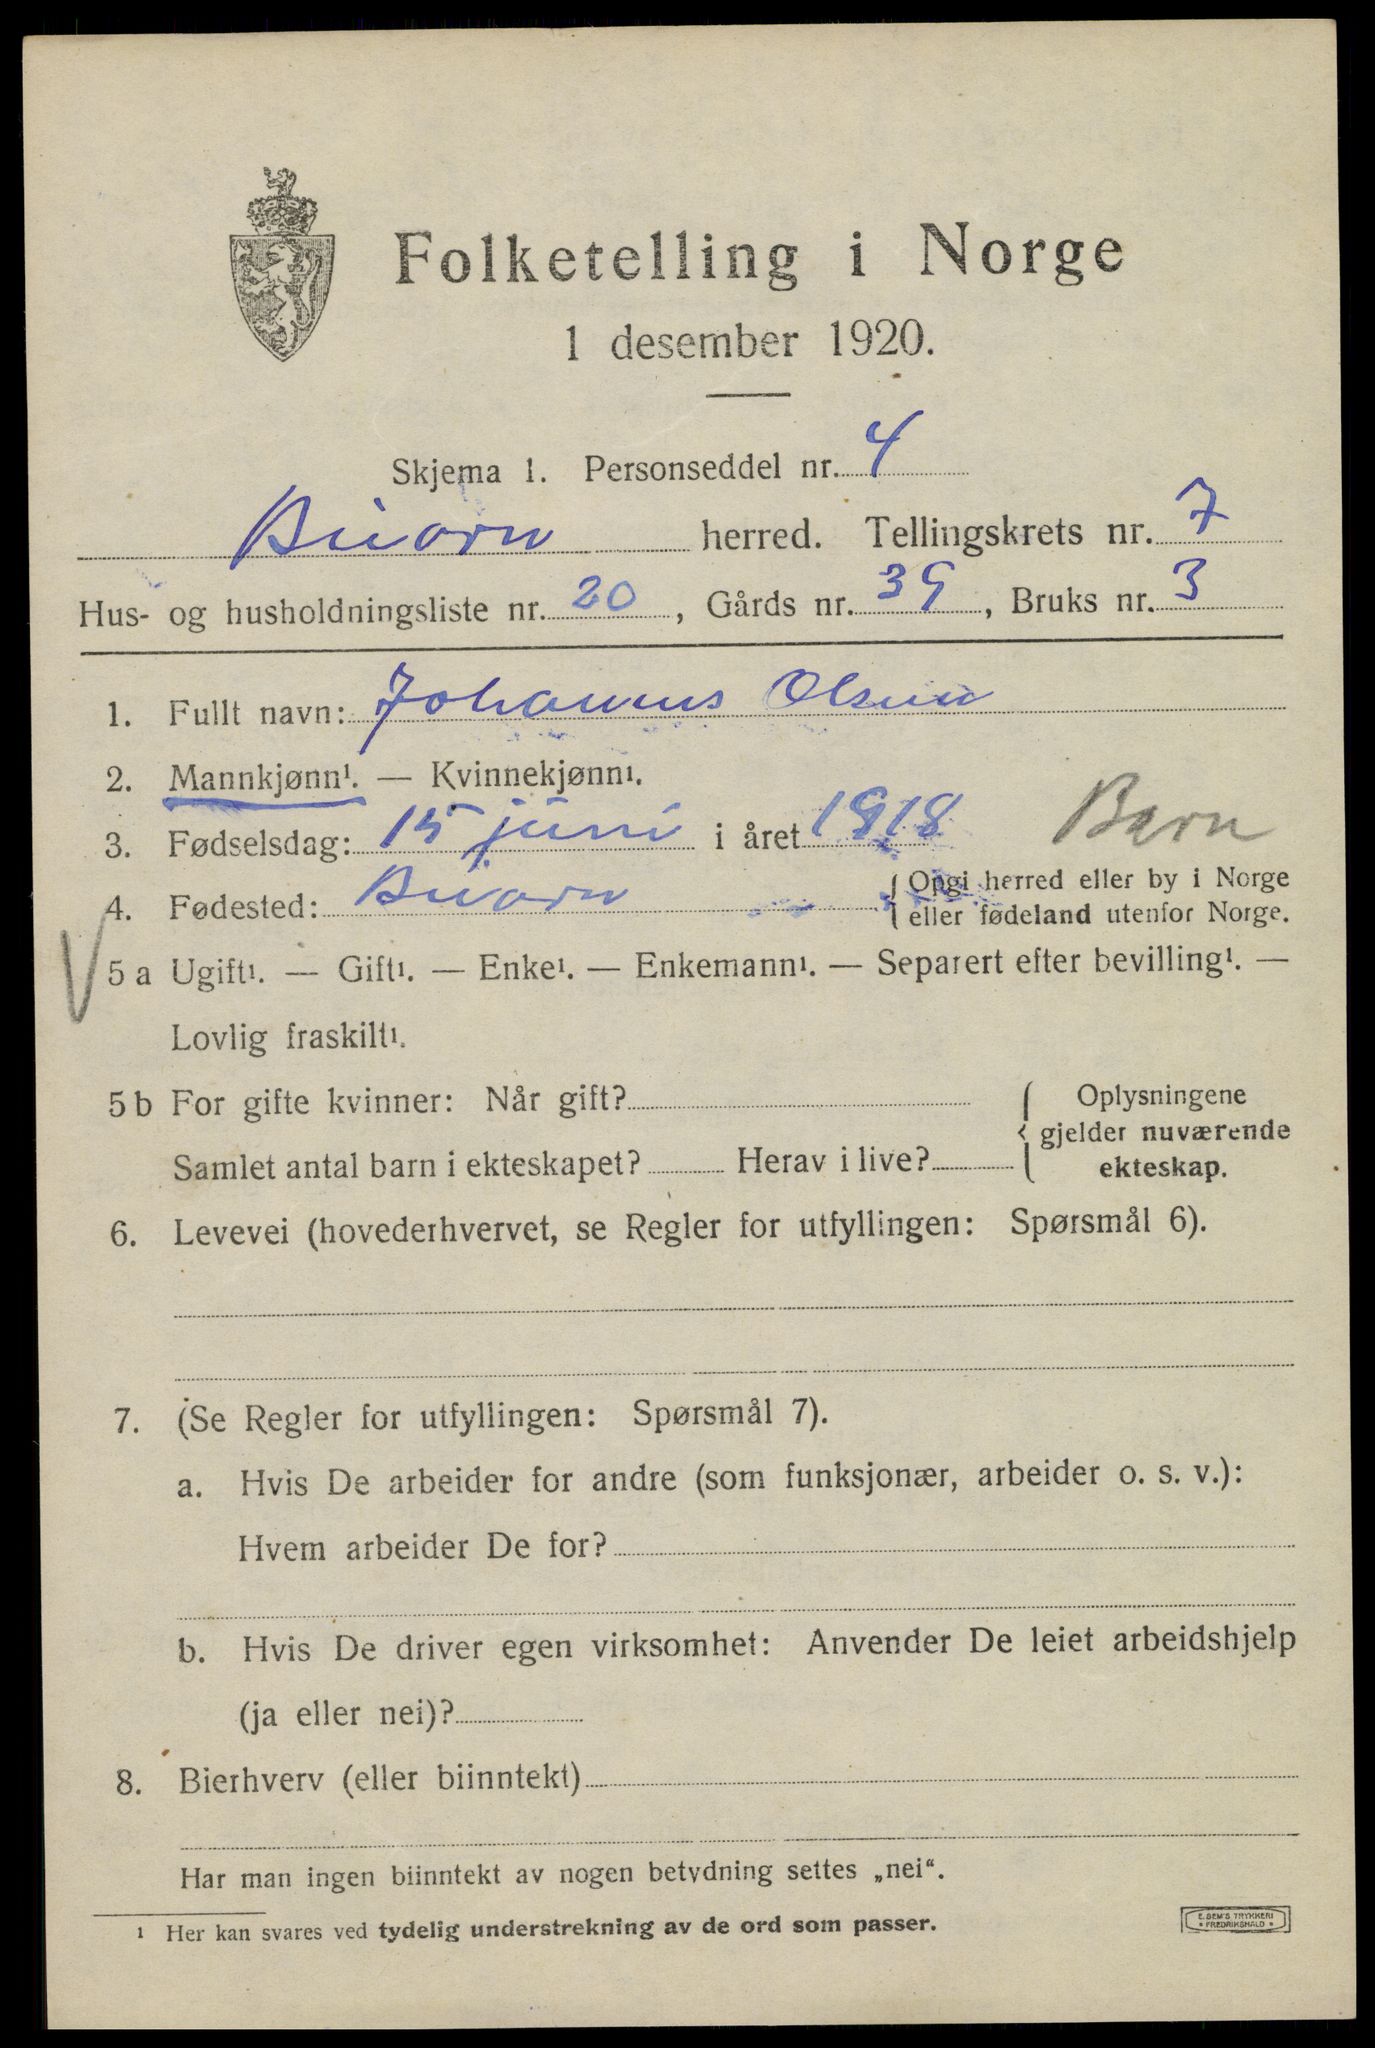 Folketelling i Norge
1 desember 1920.
Skjema 1. Personseddel nr. 4
herred. Tellingskrets nr. 7
Hus- og husholdningsliste nr. 20, Gårds nr. 39, Bruks nr. 3
1. Fullt navn: Johannes Olsen
2. Mannkjønn¹. — Kvinnekjønn¹.
3. Fødselsdag: 15 juni i året 1918 Barn
4. Fødested: { Opgi herred eller by i Norge
eller fødeland utenfor Norge.
5 a Ugift¹. — Gift¹. — Enke¹. — Enkemann¹. — Separert efter bevilling¹. —
Lovlig fraskilt¹.
5 b For gifte kvinner: Når gift? { Oplysningene
gjelder nuværende
Samlet antal barn i ekteskapet? Herav i live? ekteskap.
6. Levevei (hovederhvervet, se Regler for utfyllingen: Spørsmål 6).
7. (Se Regler for utfyllingen: Spørsmål 7).
a. Hvis De arbeider for andre (som funksjonær, arbeider o. s. v.):
Hvem arbeider De for?
b. Hvis De driver egen virksomhet: Anvender De leiet arbeidshjelp
(ja eller nei)?
8. Bierhverv (eller biinntekt)
Har man ingen biinntekt av nogen betydning settes „nei“.
¹ Her kan svares ved tydelig understrekning av de ord som passer.
E. SEM'S TRYKKERI
• FREDRIKSHALD •